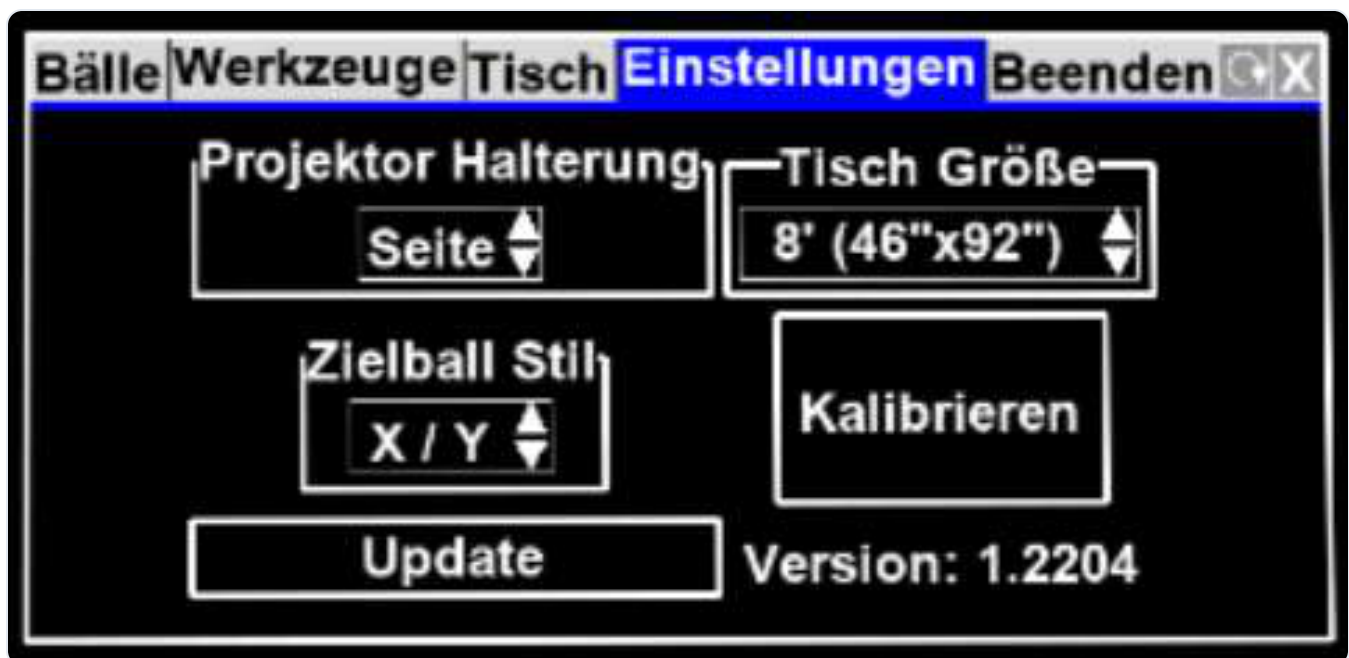 Bälle Werkzeuge Tisch Einstellungen Beenden X
Projektor Halterung
Tisch Größe
Seite
8' (46"x92")
Zielball Stil
X / Y
Kalibrieren
Update
Version: 1.2204